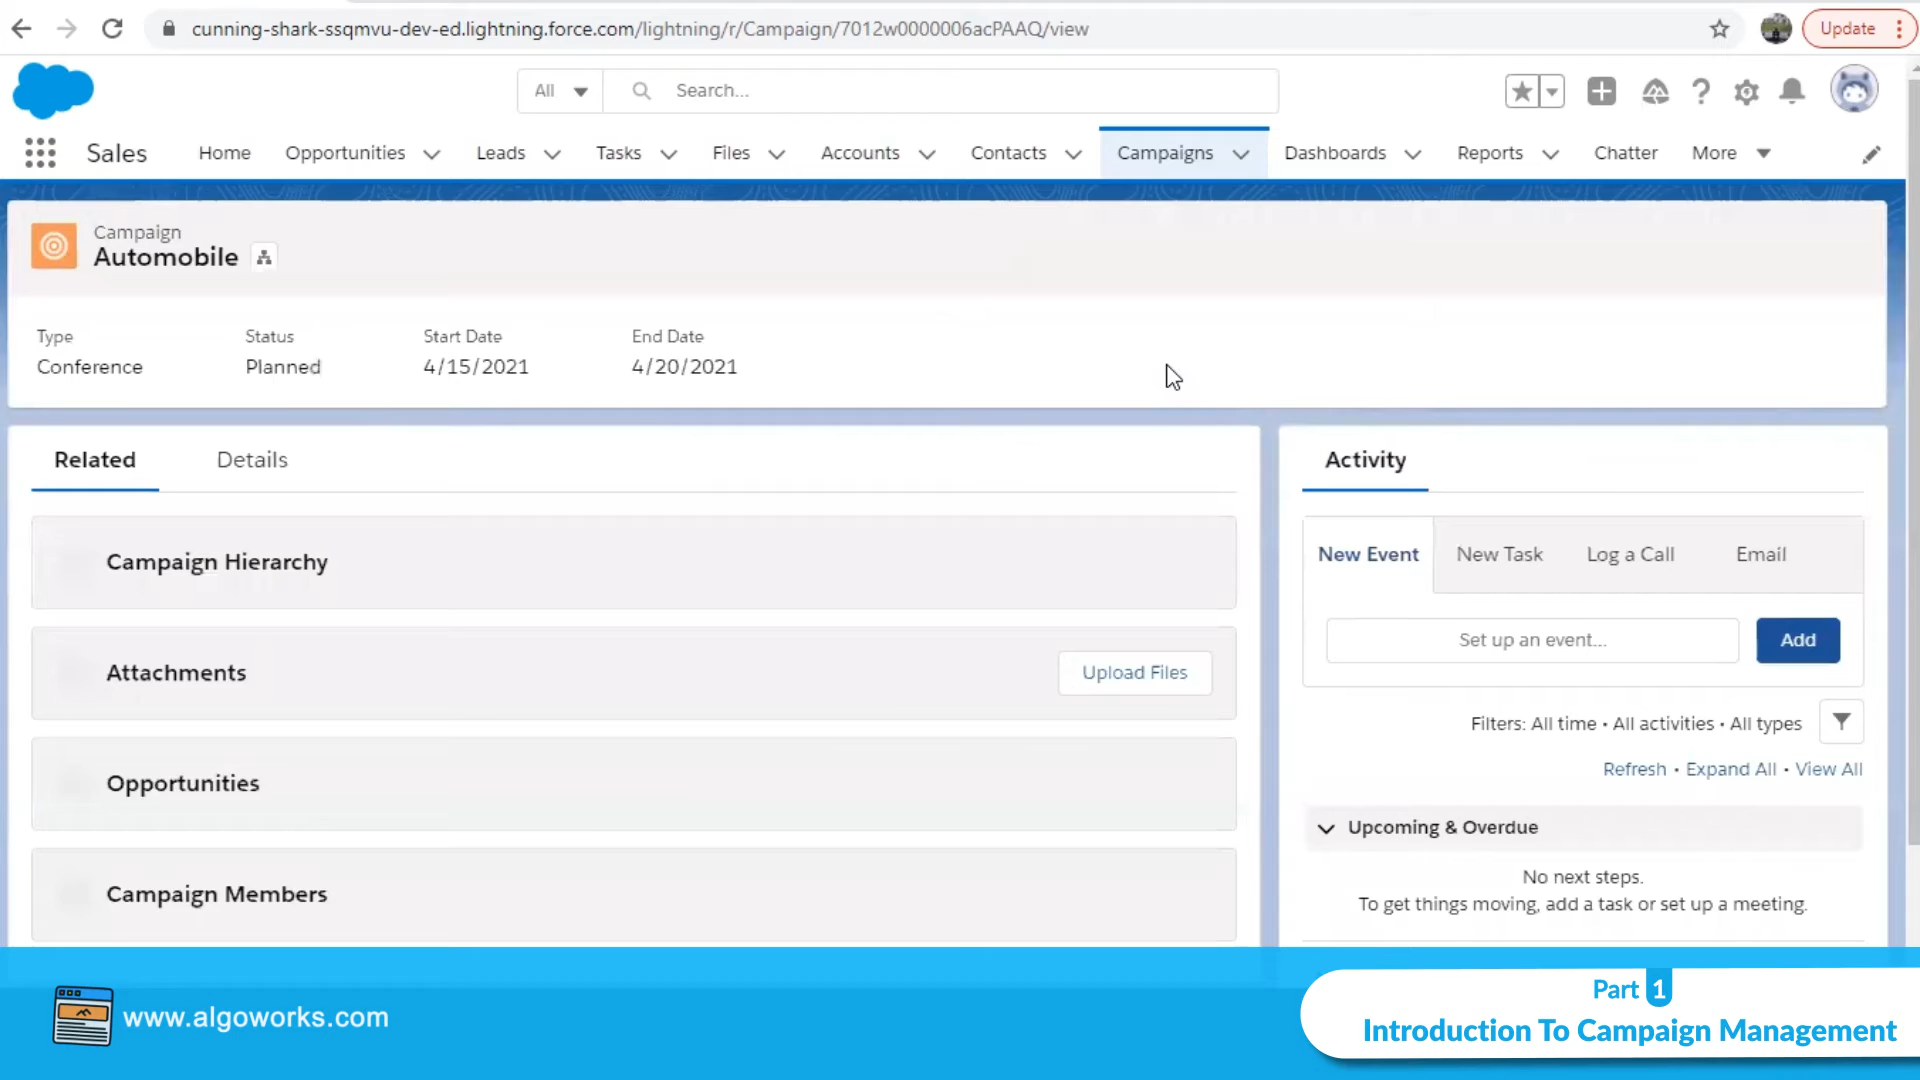 cunning-shark-ssqmvu-dev-ed.lightning.force.com/lightning/r/Campaign/7012w0000006acPAAQ/view
Update
All
Search...
Sales
Home
Opportunities
Leads
Tasks
Files
Accounts
Contacts
Campaigns
Dashboards
Reports
Chatter
More
Campaign
Automobile
Type
Status
Start Date
End Date
Conference
Planned
4/15/2021
4/20/2021
Related
Details
Campaign Hierarchy
Attachments
Upload Files
Opportunities
Campaign Members
Activity
New Event
New Task
Log a Call
Email
Set up an event...
Add
Filters: All time • All activities • All types
Refresh • Expand All • View All
Upcoming & Overdue
No next steps.
To get things moving, add a task or set up a meeting.
www.algoworks.com
Part 1
Introduction To Campaign Management